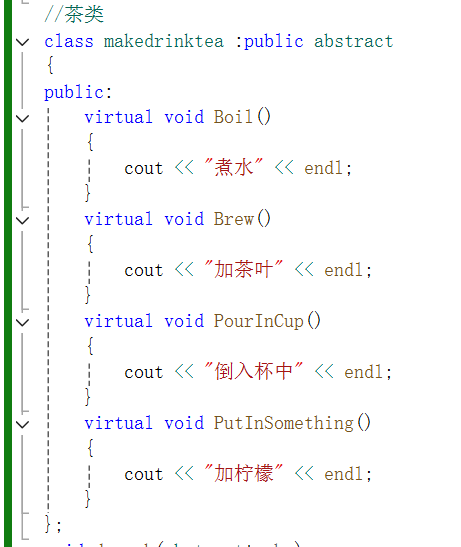 //茶类
class makedrinktea :public abstract
{
public:
virtual void Boil()
{
cout << "煮水" << endl;
}
virtual void Brew()
{
cout << "加茶叶" << endl;
}
virtual void PourInCup()
{
cout << "倒入杯中" << endl;
}
virtual void PutInSomething()
{
cout << "加柠檬" << endl;
}
};